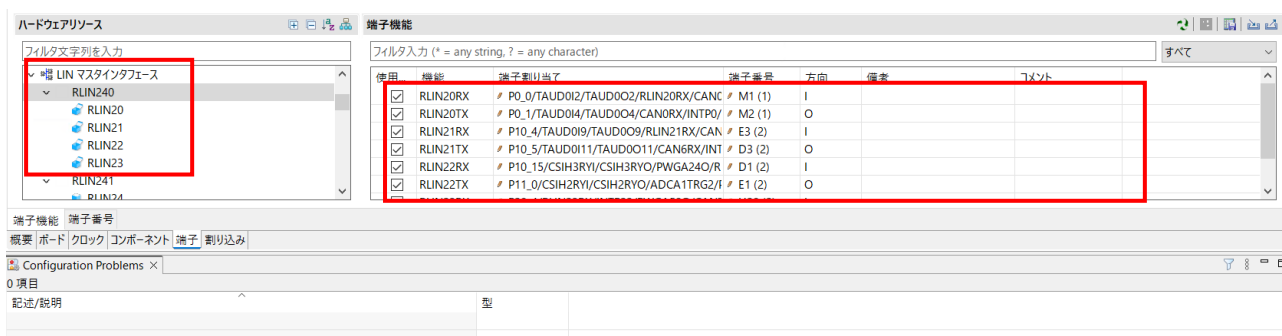 ハードウェアリソース
端子機能
フィルタ文字列を入力
フィルタ入力 (* = any string, ? = any character)
すべて
LIN マスタインタフェース
RLIN240
RLIN20
RLIN21
RLIN22
RLIN23
RLIN241
RLIN24
使用... 機能 端子割り当て 端子番号 方向 備考 コメント
RLIN20RX P0_0/TAUD0I2/TAUD0O2/RLIN20RX/CAN0 M1 (1) I
RLIN20TX P0_1/TAUD0I4/TAUD0O4/CAN0RX/INTP0/ M2 (1) O
RLIN21RX P10_4/TAUD0I9/TAUD0O9/RLIN21RX/CAN E3 (2) I
RLIN21TX P10_5/TAUD0I11/TAUD0O11/CAN6RX/INT D3 (2) O
RLIN22RX P10_15/CSIH3RYI/CSIH3RYO/PWGA24O/R D1 (2) I
RLIN22TX P11_0/CSIH2RYI/CSIH2RYO/ADCA1TRG2/ E1 (2) O
端子機能 端子番号
概要 ボード クロック コンポーネント 端子 割り込み
Configuration Problems
0 項目
記述/説明 型